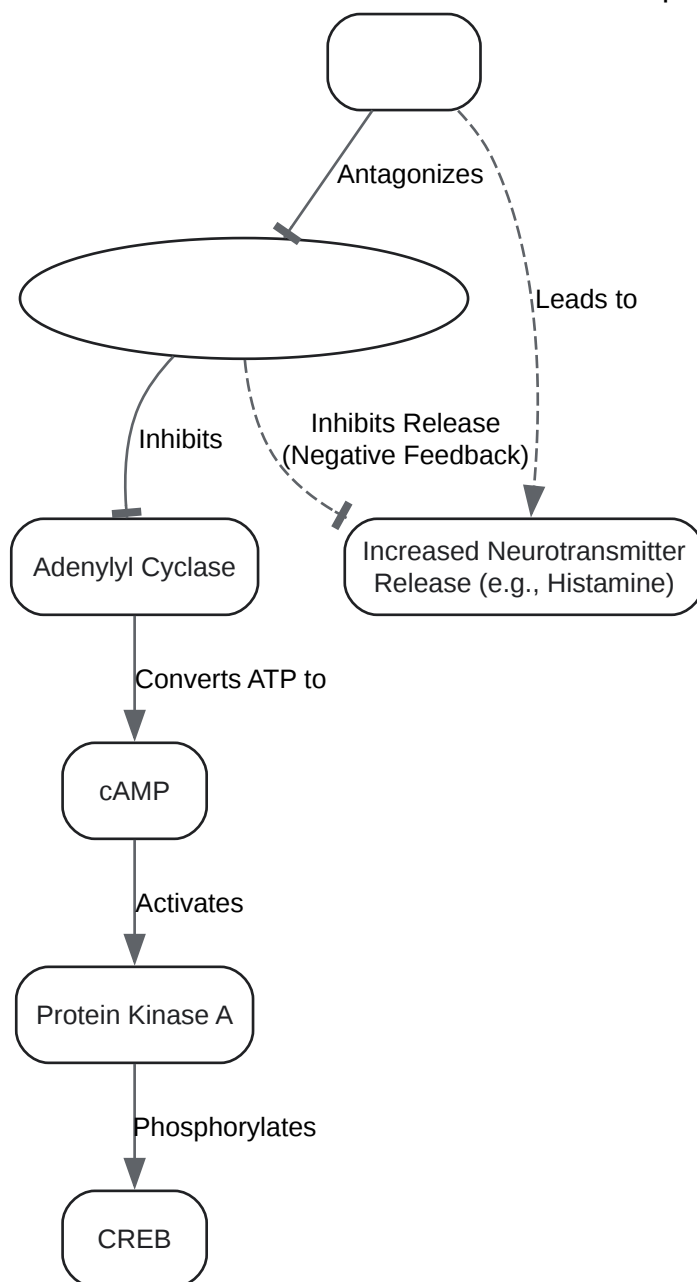 Antagonizes
Leads to
Inhibits
Inhibits Release
(Negative Feedback)
Adenylyl Cyclase
Increased Neurotransmitter
Release (e.g., Histamine)
Converts ATP to
cAMP
Activates
Protein Kinase A
Phosphorylates
CREB